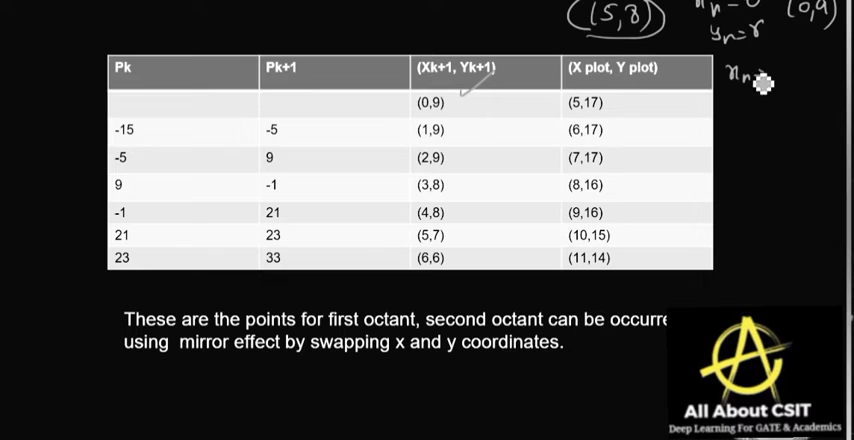 (15,8)
(0,9)
yn=r
Pk Pk+1 (Xk+1, Yk+1) (X plot, Y plot)
(0,9) (5,17)
-15 -5 (1,9) (6,17)
-5 9 (2,9) (7,17)
9 -1 (3,8) (8,16)
-1 21 (4,8) (9,16)
21 23 (5,7) (10,15)
23 33 (6,6) (11,14)
These are the points for first octant, second octant can be
using mirror effect by swapping x and y coordinates.
All About CSIT
Deep Learning For GATE & Academics